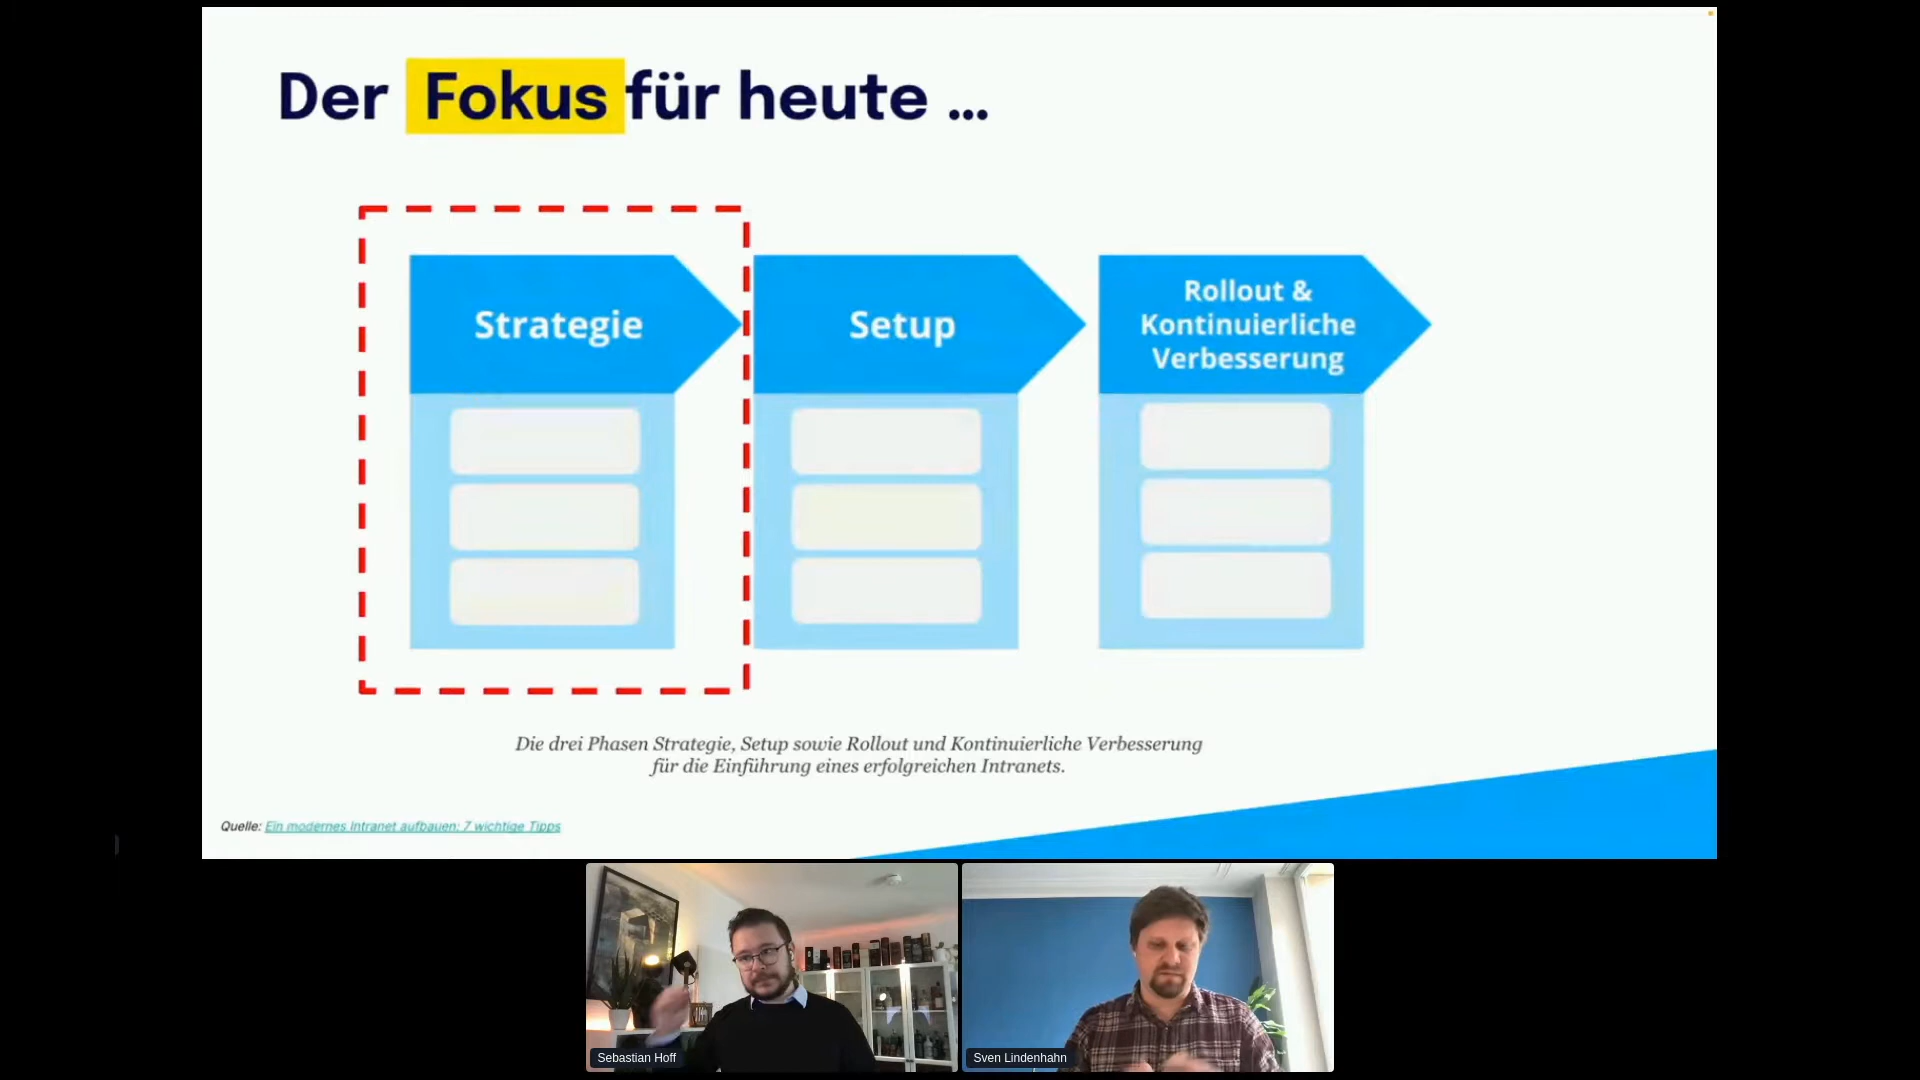 Der Fokus für heute ...
Strategie
Setup
Rollout &
Kontinuierliche
Verbesserung
Die drei Phasen Strategie, Setup sowie Rollout und Kontinuierliche Verbesserung
für die Einführung eines erfolgreichen Intranets.
Quelle: Ein modernes Intranet aufbauen: 7 wichtige Tipps
Sebastian Hoff
Sven Lindenhahn